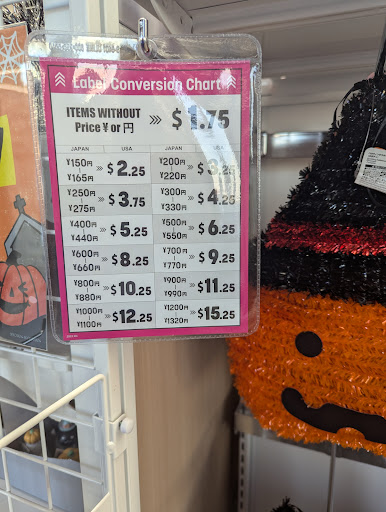 Label Conversion Chart
ITEMS WITHOUT
Price ¥ or 円 » $1.75
JAPAN USA JAPAN USA
¥150円 ¥165円 » $2.25 ¥200円 ¥220円
¥250円 ¥275円 » $3.75 ¥300円 ¥330円 » $4.25
¥400円 ¥440円 » $5.25 ¥500円 ¥550円 » $6.25
¥600円 ¥660円 » $8.25 ¥700円 ¥770円 » $9.25
¥800円 ¥880円 » $10.25 ¥900円 ¥990円 » $11.25
¥1000円 ¥1100円 » $12.25 ¥1200円 ¥1320円 » $15.25